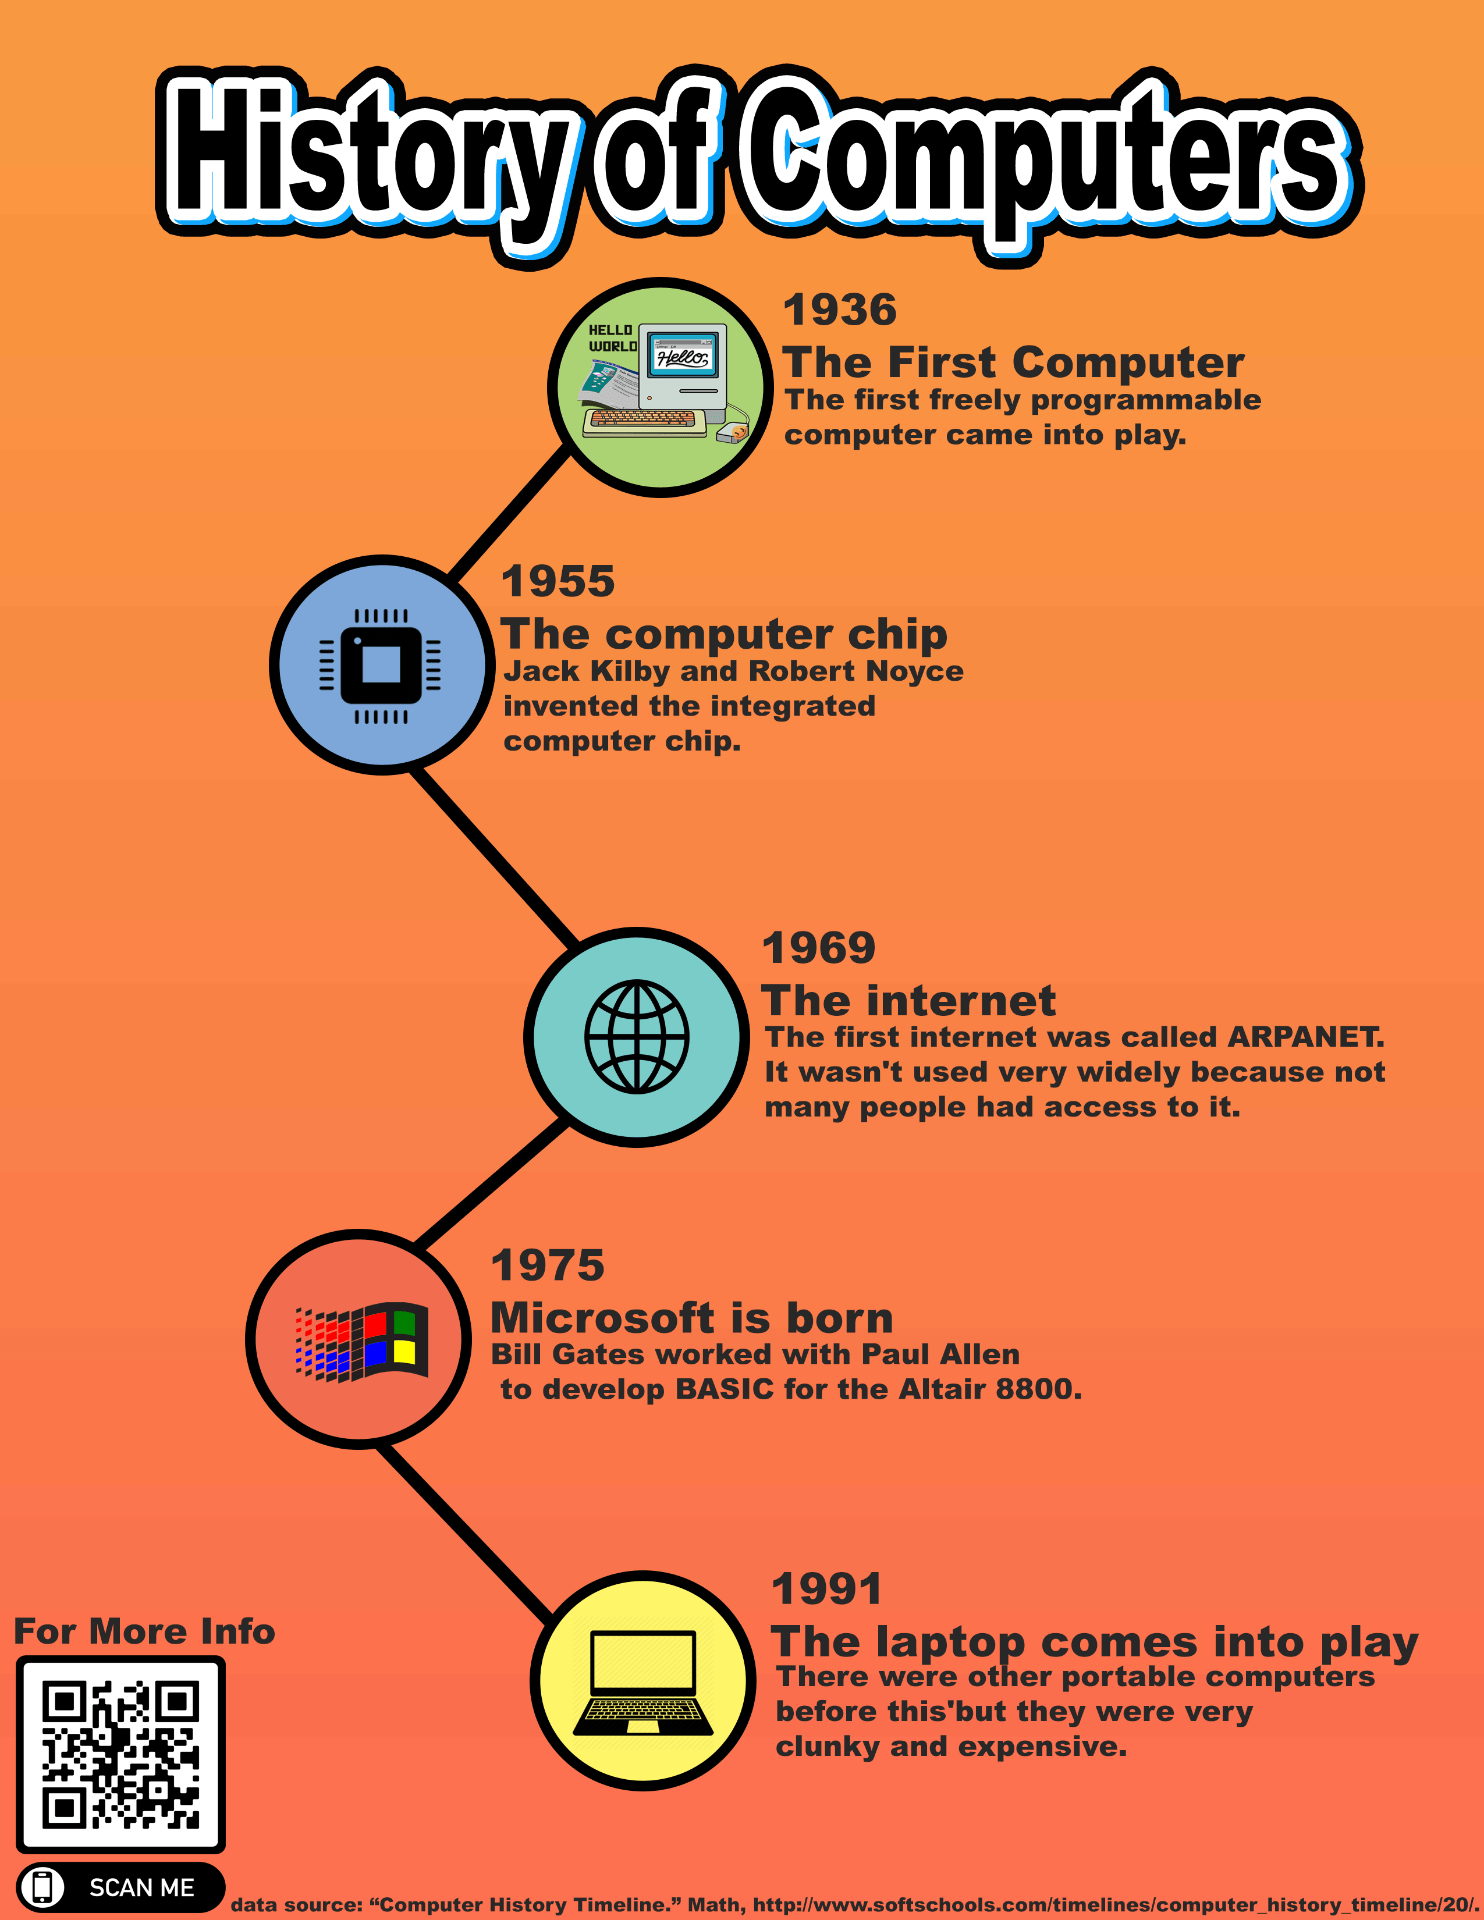 History of Computers
HELLO
WORLD
Hello
1936
The First Computer
The first freely programmable
computer came into play.
1955
The computer chip
Jack Kilby and Robert Noyce
invented the integrated
computer chip.
1969
The internet
The first internet was called ARPANET.
It wasn't used very widely because not
many people had access to it.
1975
Microsoft is born
Bill Gates worked with Paul Allen
to develop BASIC for the Altair 8800.
1991
The laptop comes into play
There were other portable computers
before this'but they were very
clunky and expensive.
For More Info
SCAN ME
data source: “Computer History Timeline.” Math, http://www.softschools.com/timelines/computer_history_timeline/20/.